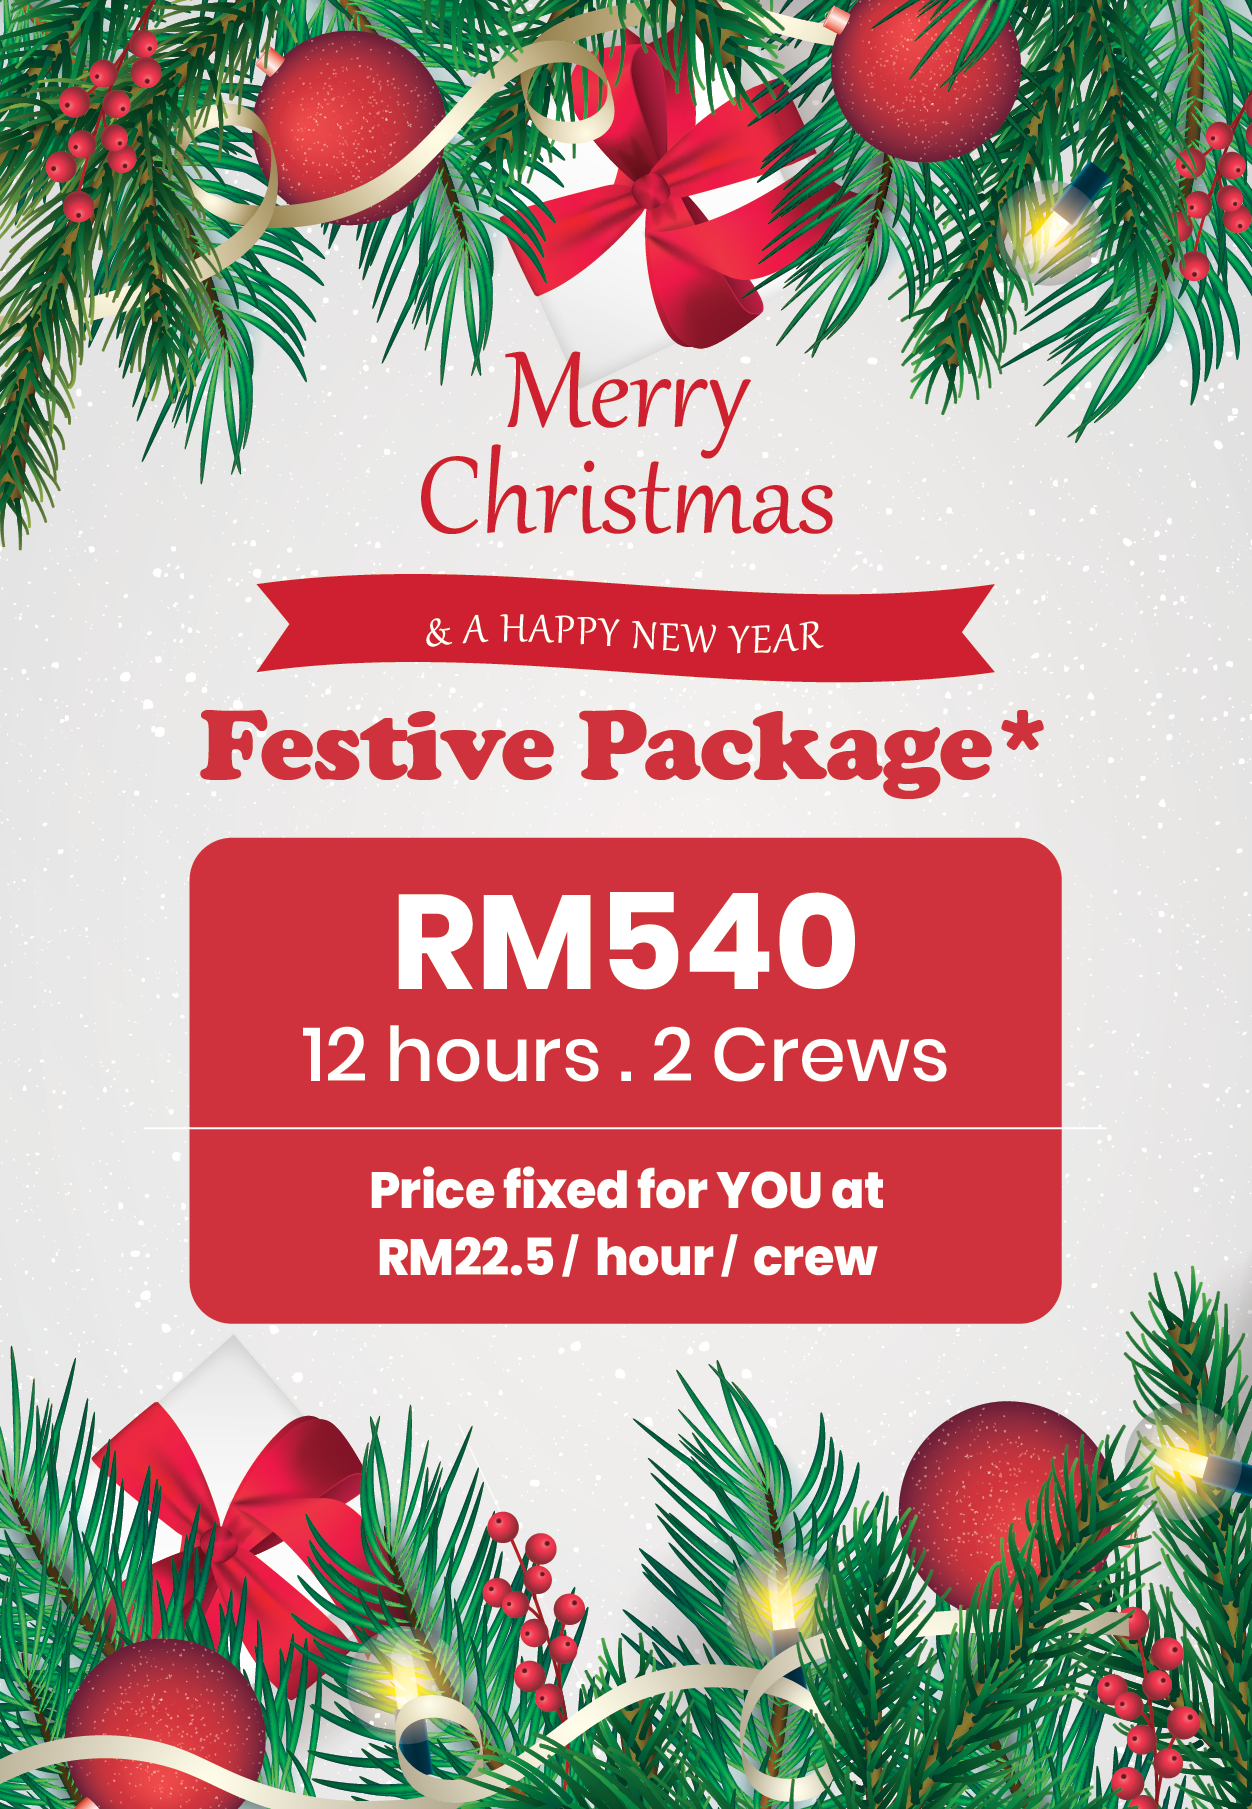 Merry
Christmas
& A HAPPY NEW YEAR
Festive Package*
RM540
12 hours . 2 Crews
Price fixed for YOU at
RM22.5 / hour / crew